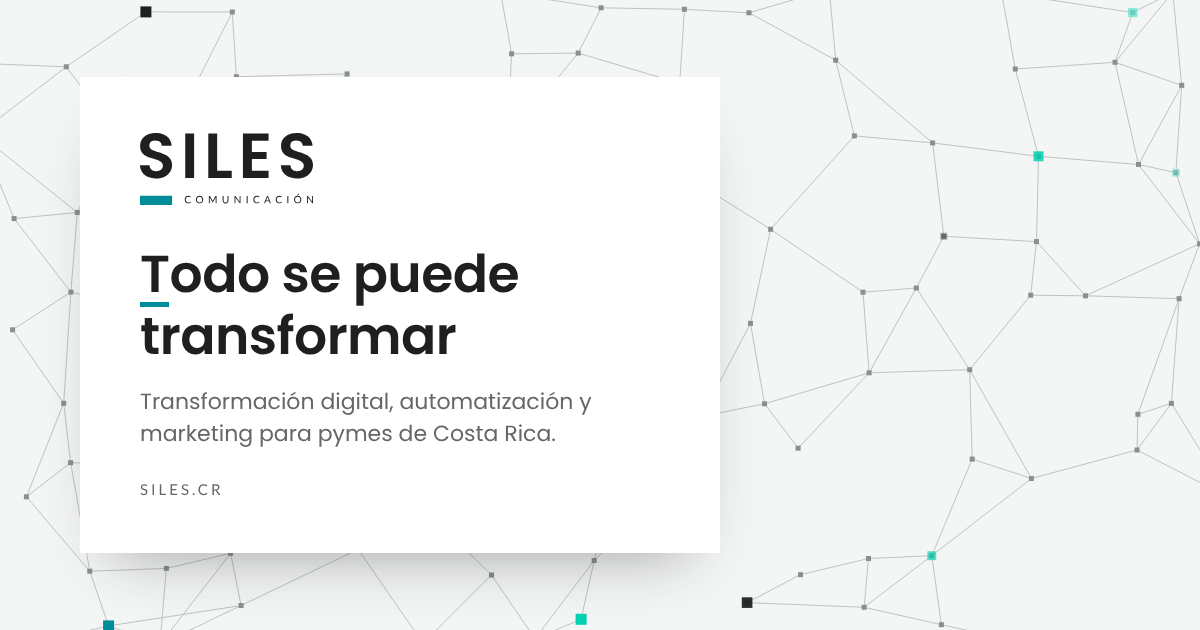 SILES
COMUNICACIÓN
Todo se puede
transformar
Transformación digital, automatización y
marketing para pymes de Costa Rica.
SILES.CR